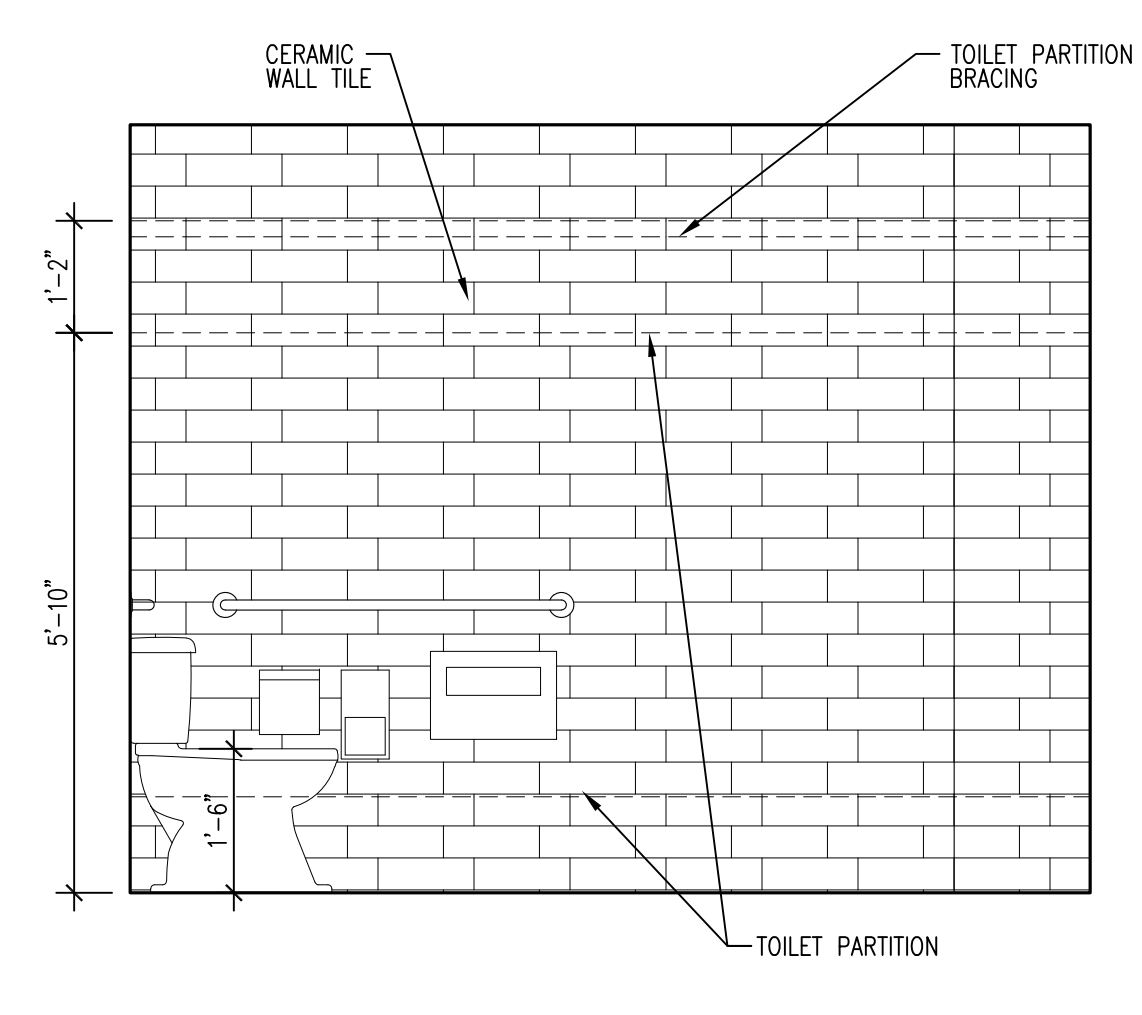 CERAMIC
WALL TILE
TOILET PARTITION
BRACING
1'-2"
5'-10"
1'-6"
TOILET PARTITION